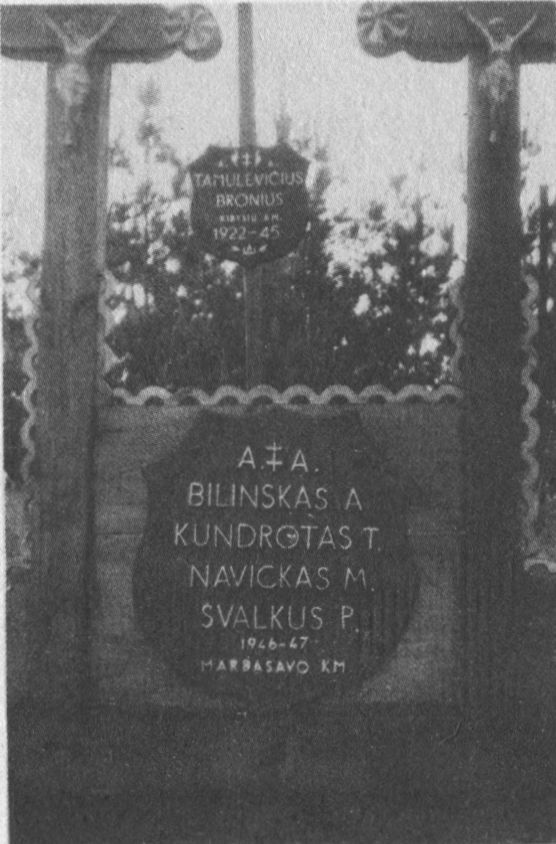 TAMULEVIČIUS
BRONIUS
1922-45
A.‡A.
BILINSKAS A
KUNDROTAS T.
NAVICKAS M.
SVALKUS P.
1946-47
MARBASAVO KM